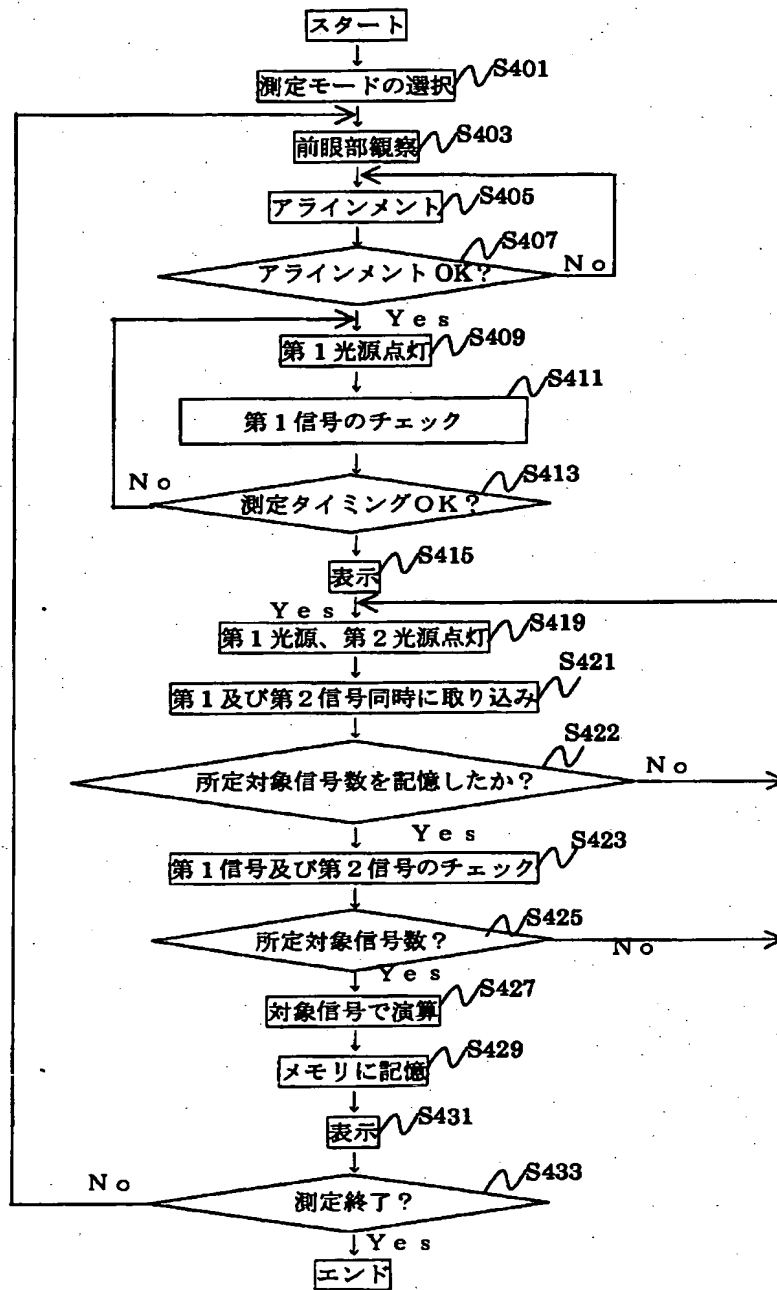 スタート
測定モードの選択 S401
前眼部観察 S403
アラインメント S405
アラインメントOK? S407
No
Yes
第1光源点灯 S409
第1信号のチェック S411
No
測定タイミングOK? S413
表示 S415
Yes
第1光源、第2光源点灯 S419
第1及び第2信号同時に取り込み S421
所定対象信号数を記憶したか? S422
No
Yes
第1信号及び第2信号のチェック S423
所定対象信号数? S425
No
Yes
対象信号で演算 S427
メモリに記憶 S429
表示 S431
No
測定終了? S433
Yes
エンド